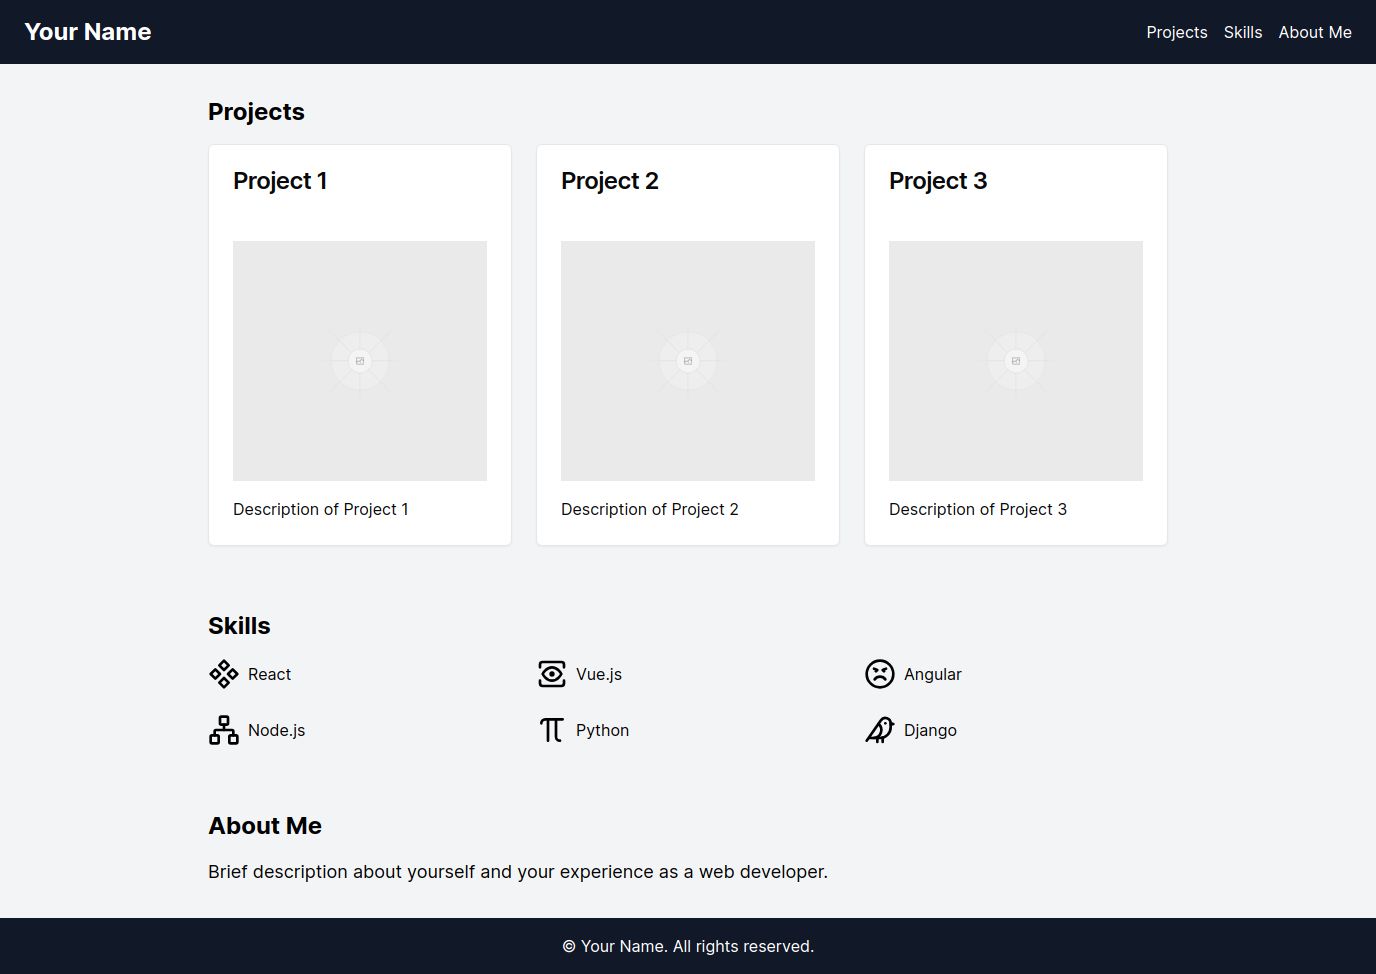 Your Name
Projects Skills About Me
Projects
Project 1
Project 2
Project 3
Description of Project 1
Description of Project 2
Description of Project 3
Skills
React
Vue.js
Angular
Node.js
Python
Django
About Me
Brief description about yourself and your experience as a web developer.
© Your Name. All rights reserved.